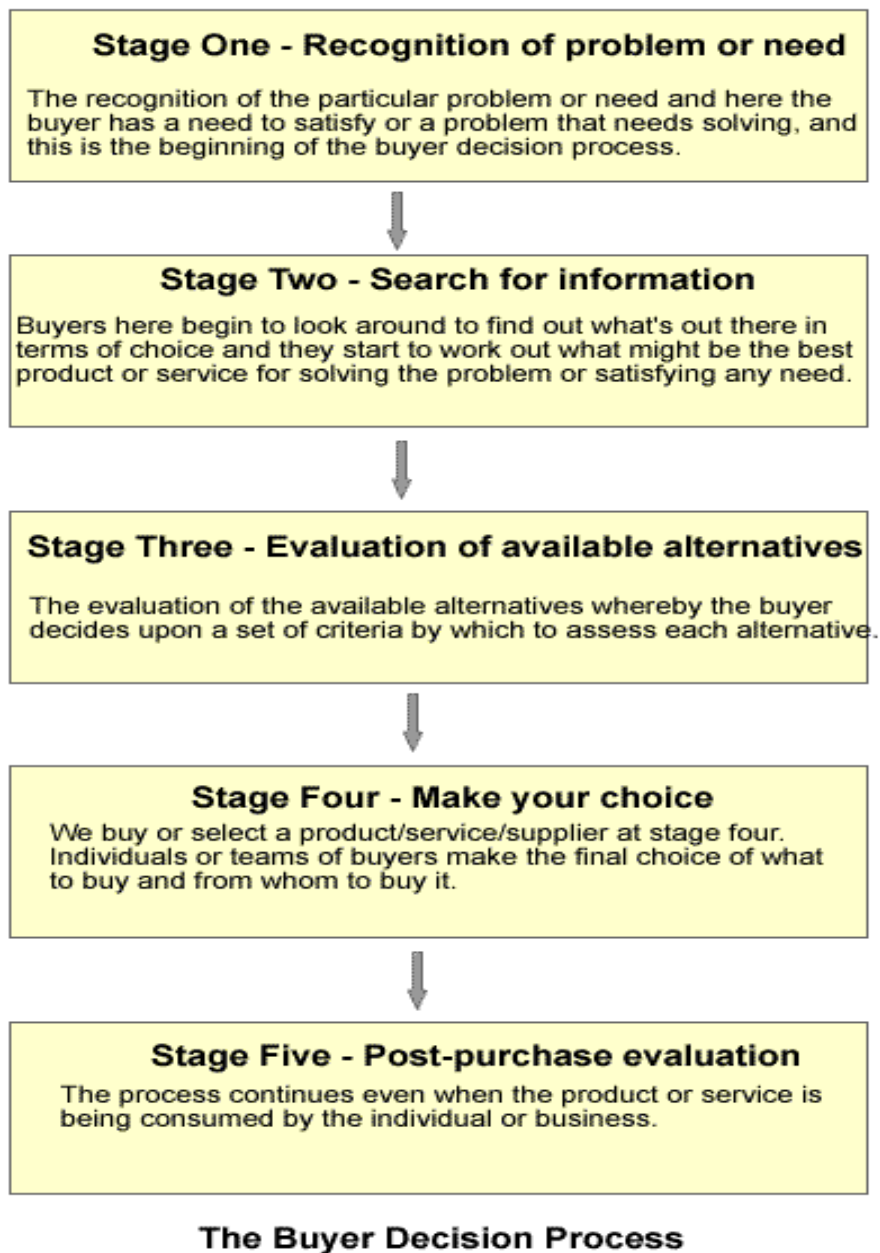 Stage One - Recognition of problem or need
The recognition of the particular problem or need and here the
buyer has a need to satisfy or a problem that needs solving, and
this is the beginning of the buyer decision process.
Stage Two - Search for information
Buyers here begin to look around to find out what's out there in
terms of choice and they start to work out what might be the best
product or service for solving the problem or satisfying any need.
Stage Three - Evaluation of available alternatives
The evaluation of the available alternatives whereby the buyer
decides upon a set of criteria by which to assess each alternative.
Stage Four - Make your choice
We buy or select a product/service/supplier at stage four.
Individuals or teams of buyers make the final choice of what
to buy and from whom to buy it.
Stage Five - Post-purchase evaluation
The process continues even when the product or service is
being consumed by the individual or business.
The Buyer Decision Process